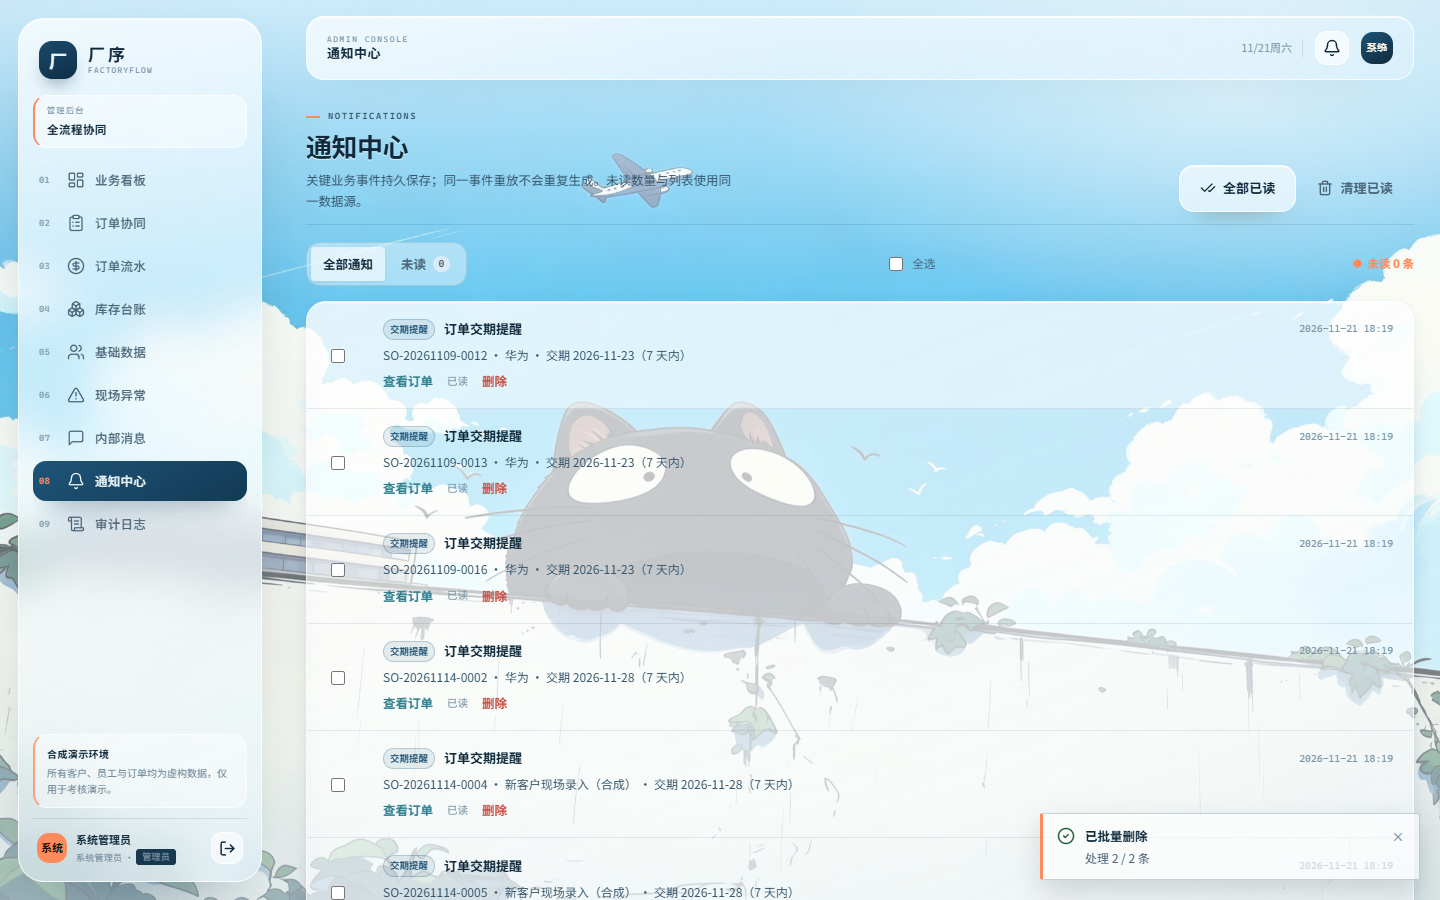 厂
厂序
FACTORYFLOW
管理后台
全流程协同
01 业务看板
02 订单协同
03 订单流水
04 库存台账
05 基础数据
06 现场异常
07 内部消息
08 通知中心
09 审计日志
合成演示环境
所有客户、员工与订单均为虚构数据，仅
用于考核演示。
系统
系统管理员
系统管理员 · 管理员
ADMIN CONSOLE
通知中心
11/21周六
系统
NOTIFICATIONS
通知中心
关键业务事件持久保存；同一事件重放不会重复生成。未读数量与列表使用同
一数据源。
全部已读
清理已读
全部通知
未读 0
全选
未读 0 条
交期提醒 订单交期提醒 2026-11-21 18:19
SO-20261109-0012 · 华为 · 交期 2026-11-23（7 天内）
查看订单 已读 删除
交期提醒 订单交期提醒 2026-11-21 18:19
SO-20261109-0013 · 华为 · 交期 2026-11-23（7 天内）
查看订单 已读 删除
交期提醒 订单交期提醒 2026-11-21 18:19
SO-20261109-0016 · 华为 · 交期 2026-11-23（7 天内）
查看订单 已读 删除
交期提醒 订单交期提醒 2026-11-21 18:19
SO-20261114-0002 · 华为 · 交期 2026-11-28（7 天内）
查看订单 已读 删除
交期提醒 订单交期提醒 2026-11-21 18:19
SO-20261114-0004 · 新客户现场录入（合成） · 交期 2026-11-28（7 天内）
查看订单 已读 删除
交期提醒 订单交期提醒 2026-11-21 18:19
SO-20261114-0005 · 新客户现场录入（合成） · 交期 2026-11-28（7 天内）
已批量删除
处理 2 / 2 条